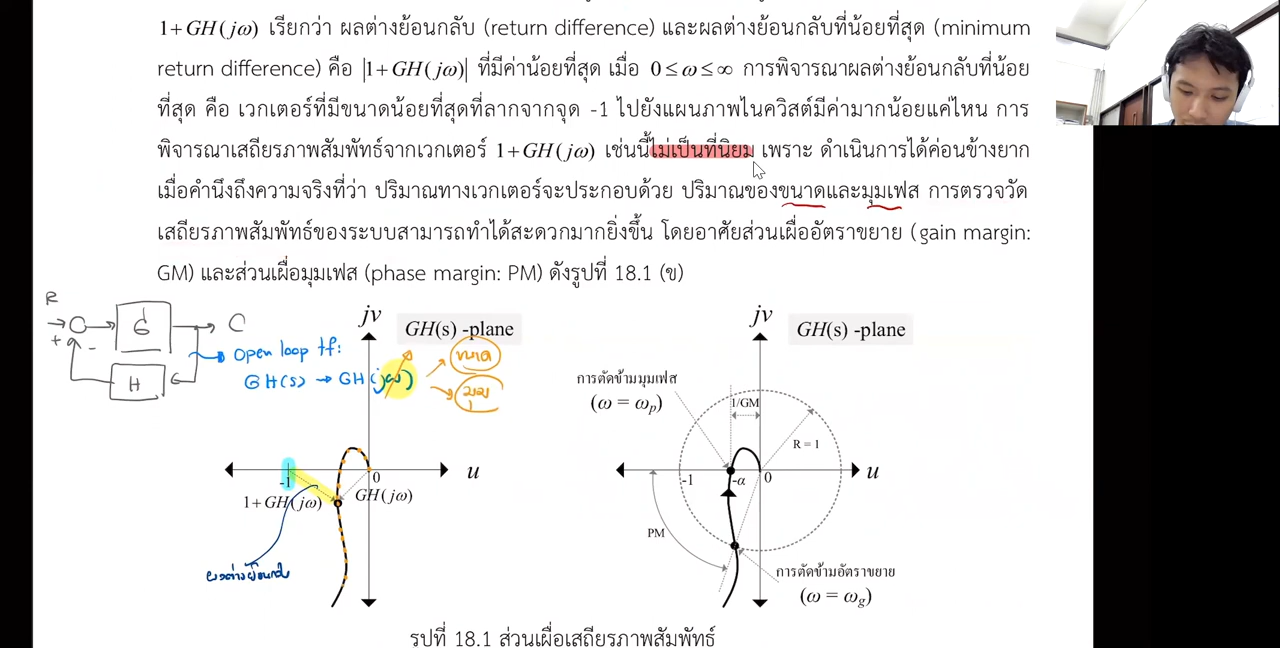 1+GH(jω) เรียกว่า ผลต่างย้อนกลับ (return difference) และผลต่างย้อนกลับที่น้อยที่สุด (minimum
return difference) คือ |1+GH(jω)| ที่มีค่าน้อยที่สุด เมื่อ 0≤ω≤∞ การพิจารณาผลต่างย้อนกลับที่น้อย
ที่สุด คือ เวกเตอร์ที่มีขนาดน้อยที่สุดที่ลากจากจุด -1 ไปยังแผนภาพไนควิสต์มีค่ามากน้อยแค่ไหน การ
พิจารณาเสถียรภาพสัมพัทธ์จากเวกเตอร์ 1+GH(jω) เช่นนี้ไม่เป็นที่นิยม เพราะ ดำเนินการได้ค่อนข้างยาก
เมื่อคำนึงถึงความจริงที่ว่า ปริมาณทางเวกเตอร์จะประกอบด้วย ปริมาณของขนาดและมุมเฟส การตรวจวัด
เสถียรภาพสัมพัทธ์ของระบบสามารถทำได้สะดวกมากยิ่งขึ้น โดยอาศัยส่วนเผื่ออัตราขยาย (gain margin:
GM) และส่วนเผื่อมุมเฟส (phase margin: PM) ดังรูปที่ 18.1 (ข)
R
+
-
G
C
H
Open loop tf:
GH(s) → GH(jω)
ขนาด
มุม
jv
GH(s) -plane
-1
0
u
1+GH(jω)
GH(jω)
ผลต่างย้อนกลับ
jv
GH(s) -plane
การตัดข้ามมุมเฟส
(ω = ωp)
1/GM
R = 1
-1
-α
0
u
PM
การตัดข้ามอัตราขยาย
(ω = ωg)
รูปที่ 18.1 ส่วนเผื่อเสถียรภาพสัมพัทธ์